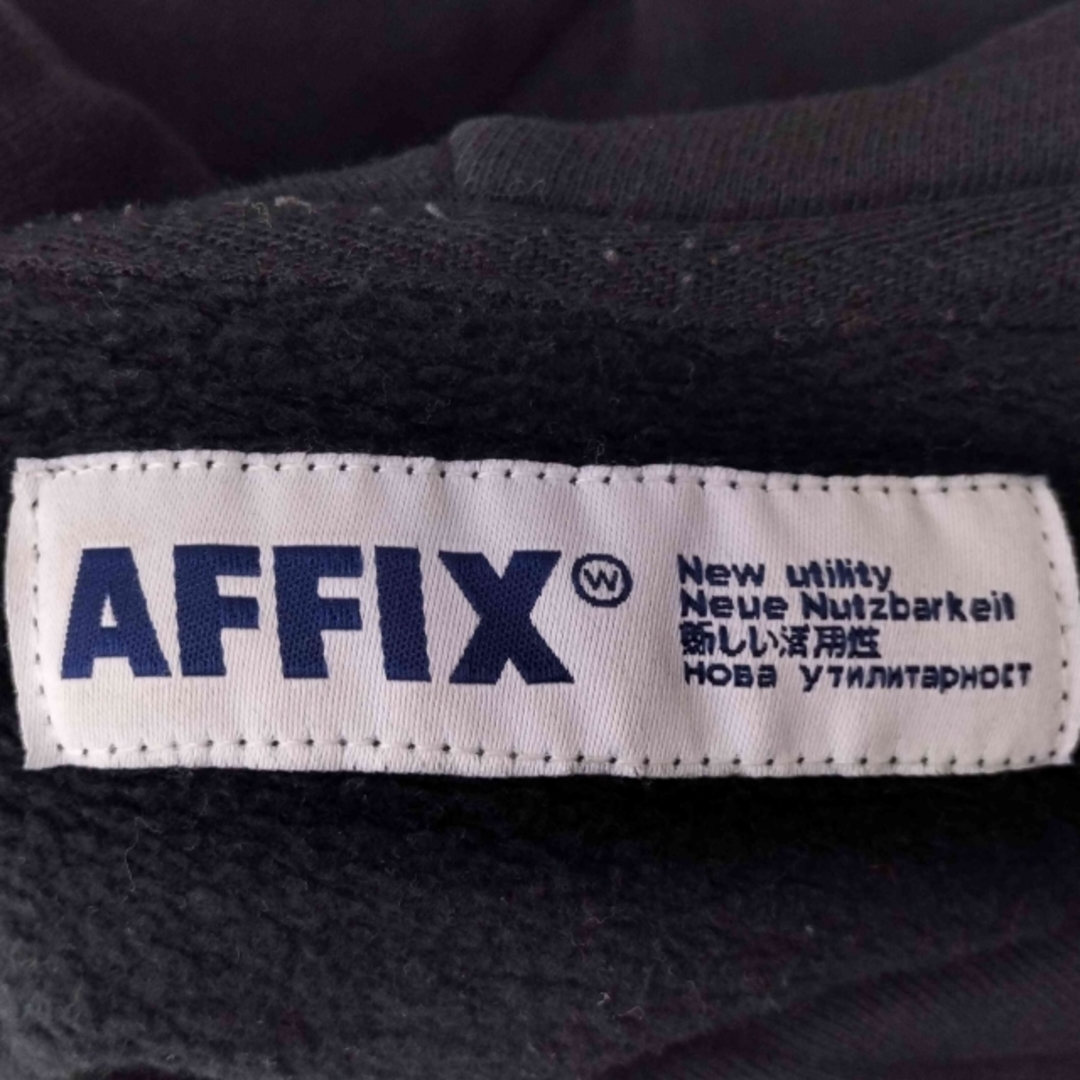 AFFIX Ⓦ
New utility
Neue Nutzbarkeit
新しい活用性
Нова утилитарност